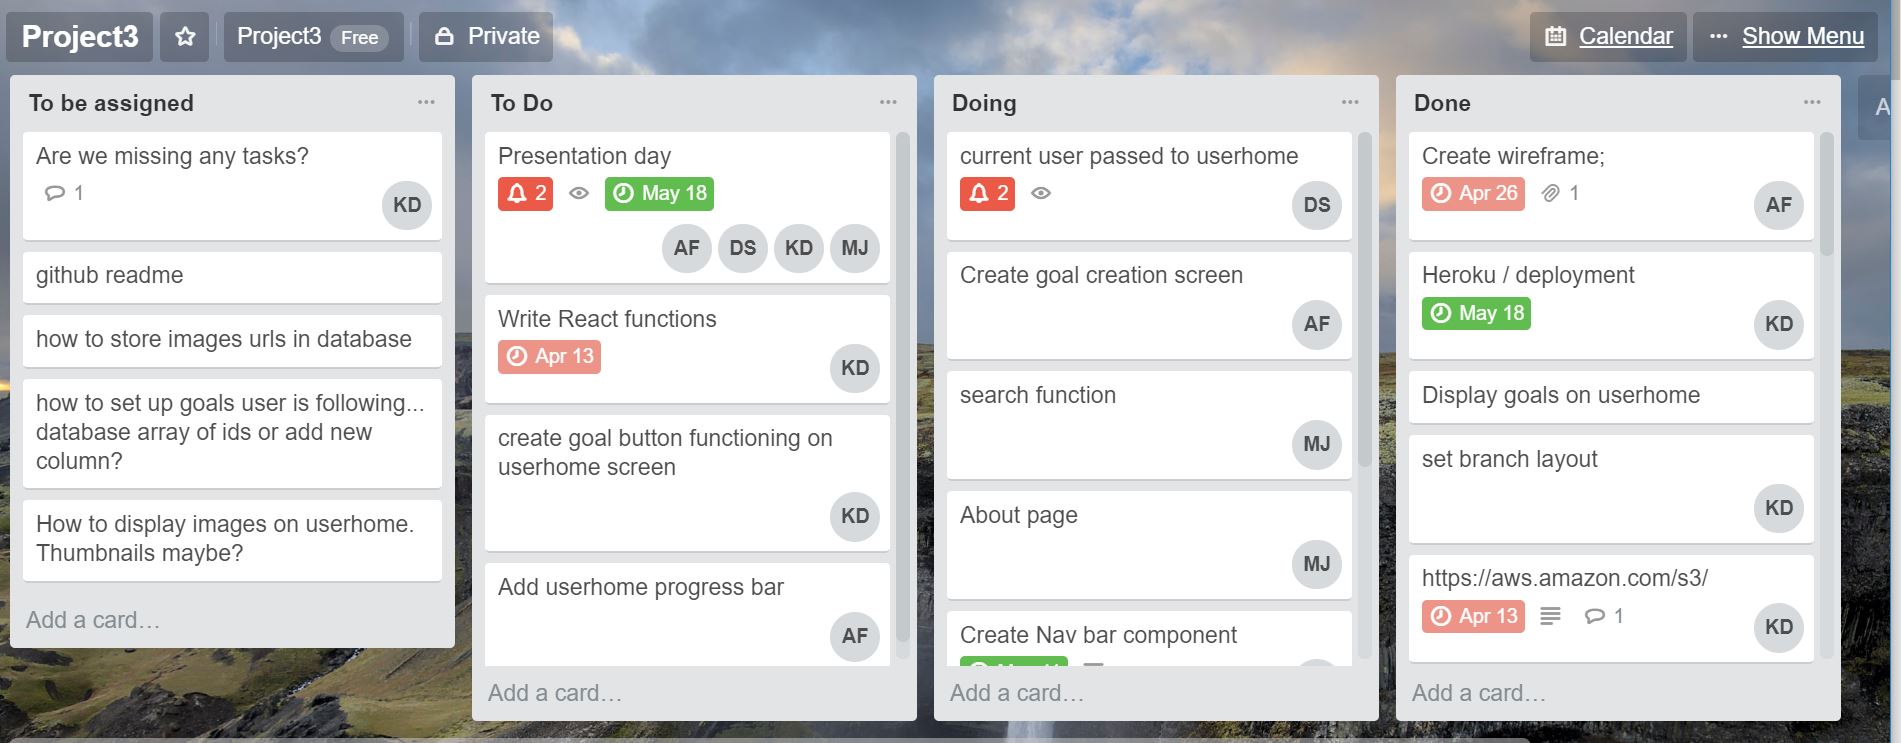 Project3
Project3 Free
Private
Calendar
Show Menu
To be assigned
Are we missing any tasks?
1
KD
github readme
how to store images urls in database
how to set up goals user is following...
database array of ids or add new
column?
How to display images on userhome.
Thumbnails maybe?
Add a card…
To Do
Presentation day
2 May 18
AF DS KD MJ
Write React functions
Apr 13
KD
create goal button functioning on
userhome screen
KD
Add userhome progress bar
AF
Add a card…
Doing
current user passed to userhome
2
DS
Create goal creation screen
AF
search function
MJ
About page
MJ
Create Nav bar component
Add a card…
Done
Create wireframe;
Apr 26 1
AF
Heroku / deployment
May 18
KD
Display goals on userhome
set branch layout
KD
https://aws.amazon.com/s3/
Apr 13 1
KD
Add a card…
A